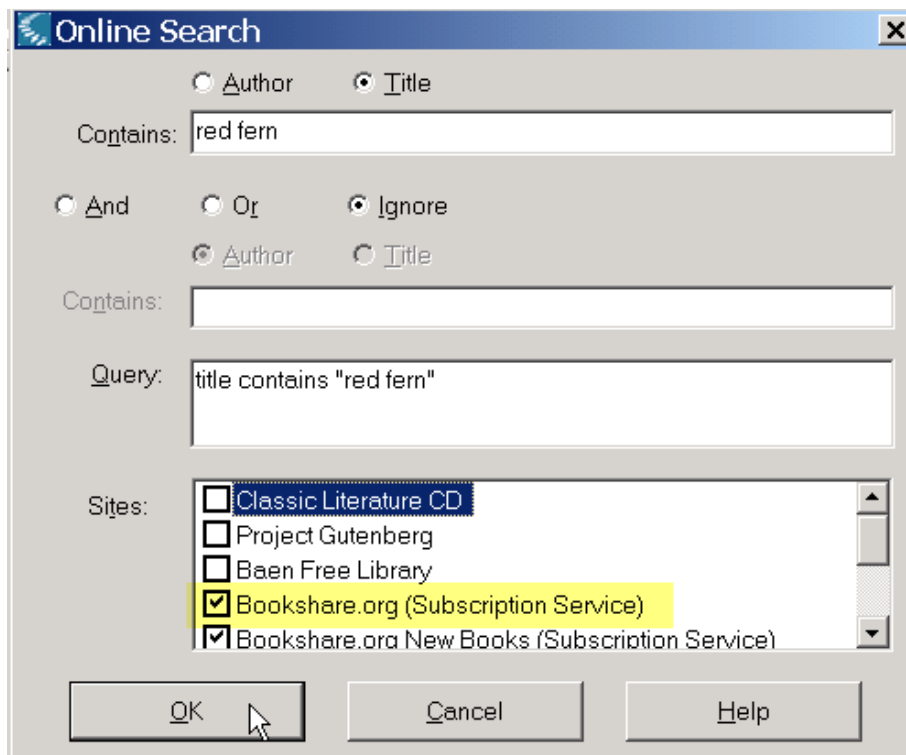 Online Search
Author Title
Contains: red fern
And Or Ignore
Author Title
Contains:
Query: title contains "red fern"
Sites: Classic Literature CD
Project Gutenberg
Baen Free Library
Bookshare.org (Subscription Service)
Bookshare.org New Books (Subscription Service)
OK Cancel Help